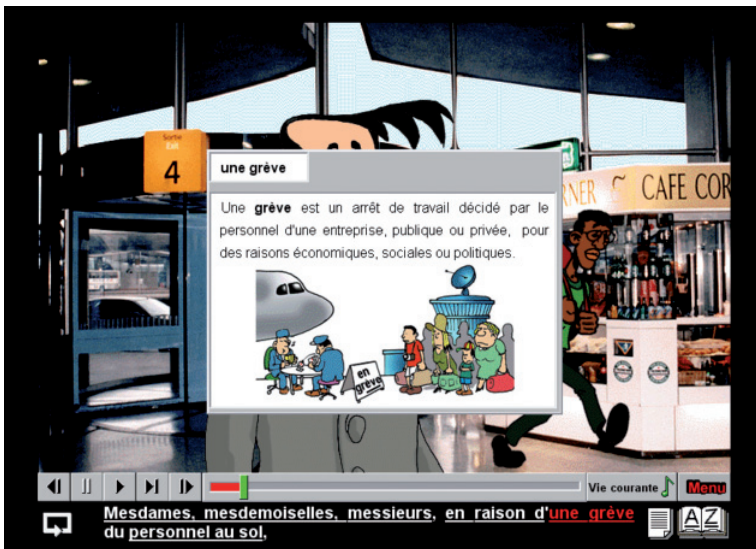 Sortie
Exit
4
RNER ~ CAFE COR
une grève
Une grève est un arrêt de travail décidé par le
personnel d'une entreprise, publique ou privée, pour
des raisons économiques, sociales ou politiques.
en
grève
Vie courante
Menu
Mesdames, mesdemoiselles, messieurs, en raison d'une grève
du personnel au sol,
A Z